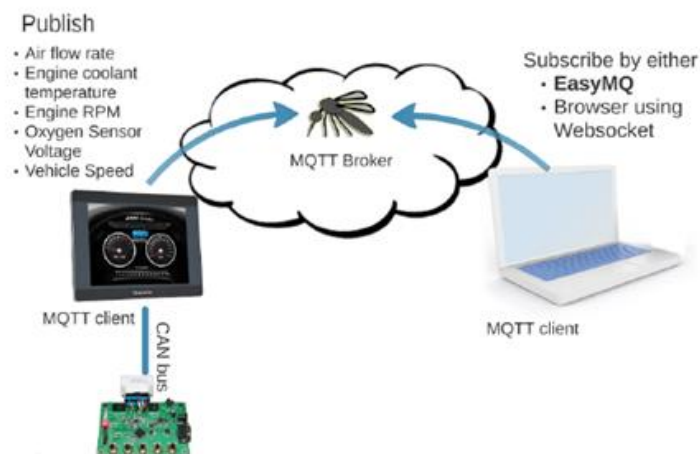 Publish
• Air flow rate
• Engine coolant
temperature
• Engine RPM
• Oxygen Sensor
Voltage
• Vehicle Speed
Subscribe by either
• EasyMQ
• Browser using
Websocket
MQTT Broker
MQTT client
CAN bus
MQTT client